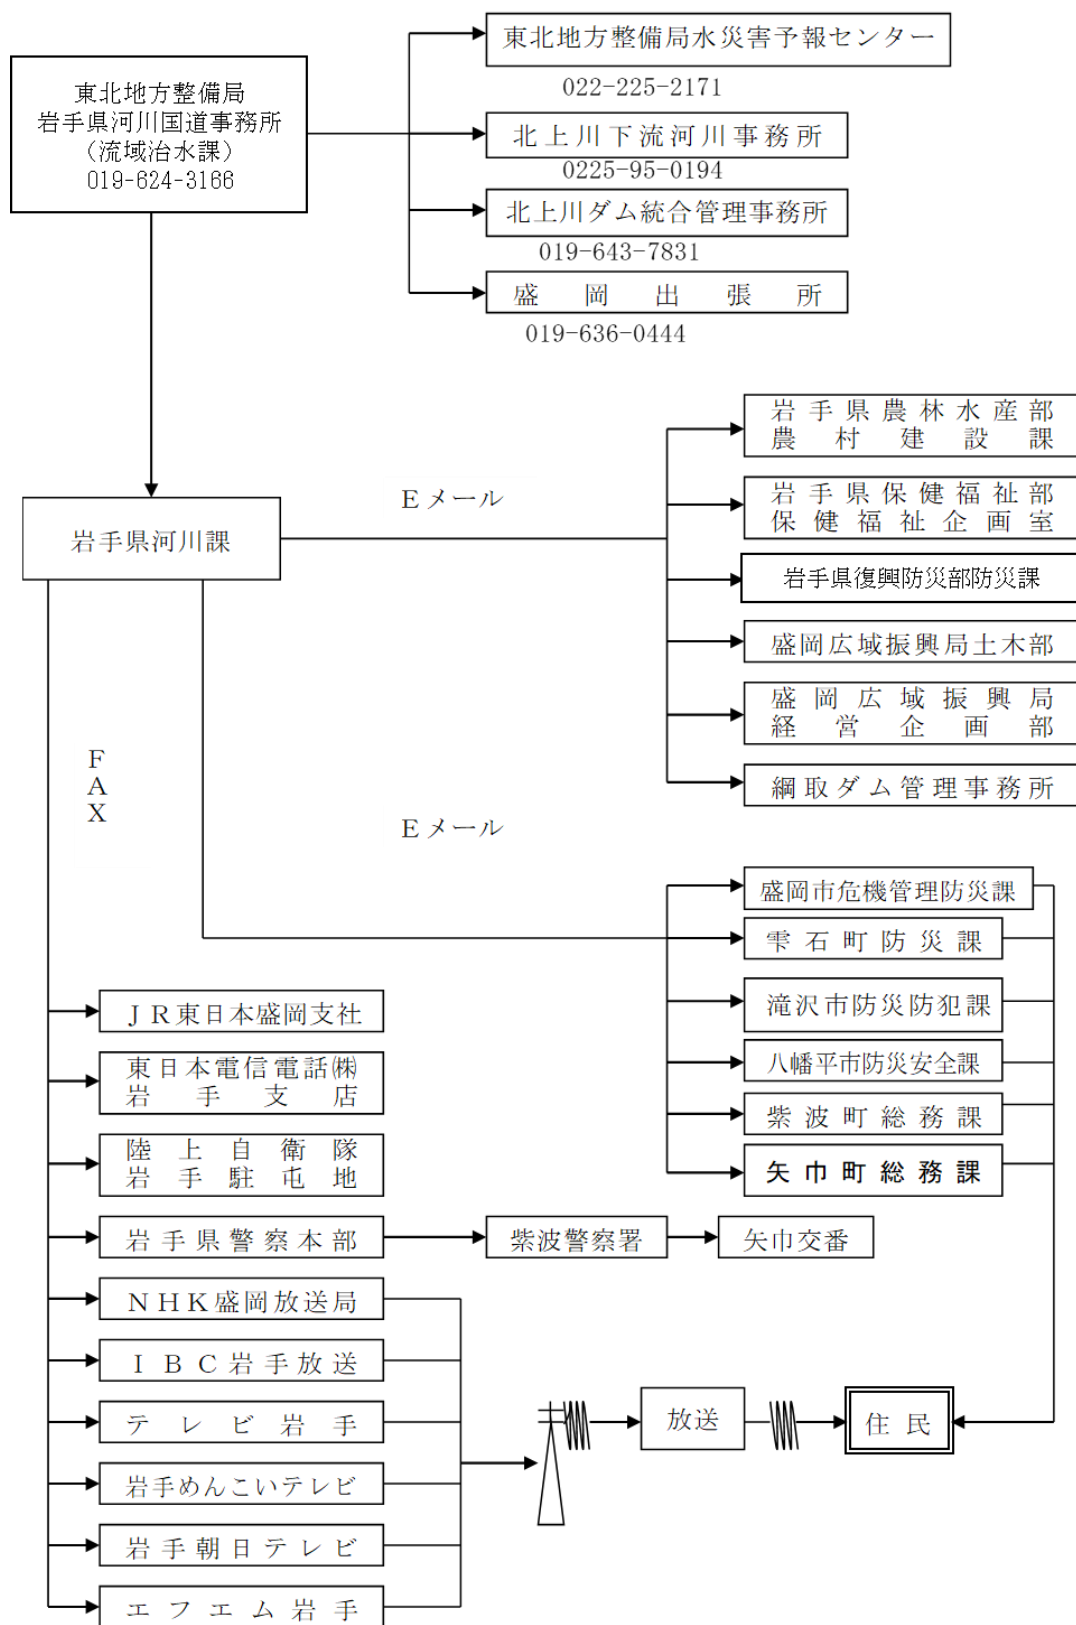 東北地方整備局
岩手県河川国道事務所
（流域治水課）
019-624-3166
東北地方整備局水災害予報センター
022-225-2171
北上川下流河川事務所
0225-95-0194
北上川ダム統合管理事務所
019-643-7831
盛岡出張所
019-636-0444
岩手県河川課
Ｅメール
岩手県農林水産部
農村建設課
岩手県保健福祉部
保健福祉企画室
岩手県復興防災部防災課
盛岡広域振興局土木部
盛岡広域振興局
経営企画部
綱取ダム管理事務所
ＦＡＸ
Ｅメール
盛岡市危機管理防災課
雫石町防災課
滝沢市防災防犯課
八幡平市防災安全課
紫波町総務課
矢巾町総務課
ＪＲ東日本盛岡支社
東日本電信電話㈱
岩手支店
陸上自衛隊
岩手駐屯地
岩手県警察本部
紫波警察署
矢巾交番
ＮＨＫ盛岡放送局
ＩＢＣ岩手放送
テレビ岩手
岩手めんこいテレビ
岩手朝日テレビ
エフエム岩手
放送
住民